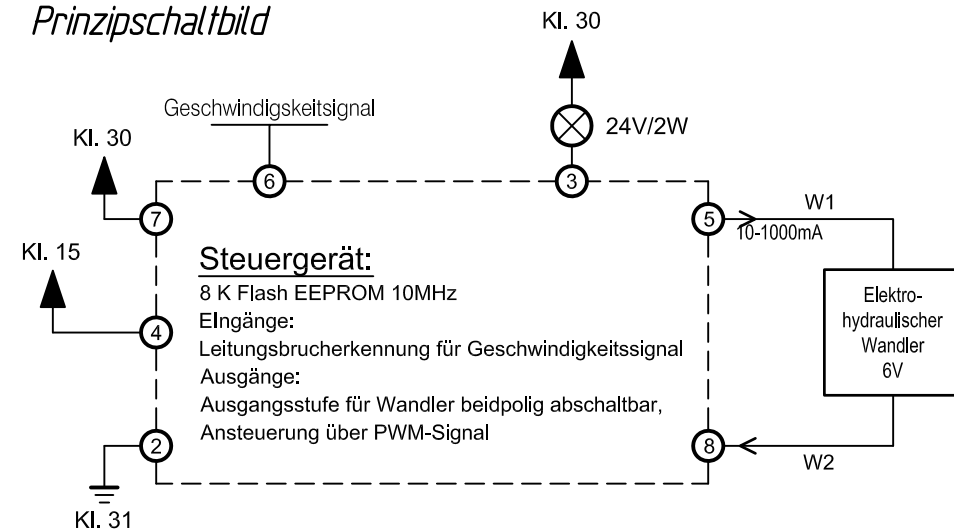 Prinzipschaltbild
Kl. 30
Geschwindigskeitsignal
24V/2W
Kl. 30
6
3
7
5
W1
10-1000mA
Kl. 15
Steuergerät:
8 K Flash EEPROM 10MHz
EIngänge:
Leitungsbrucherkennung für Geschwindigkeitssignal
Ausgänge:
Ausgangsstufe für Wandler beidpolig abschaltbar,
Ansteuerung über PWM-Signal
4
Elektro-
hydraulischer
Wandler
6V
2
8
W2
Kl. 31